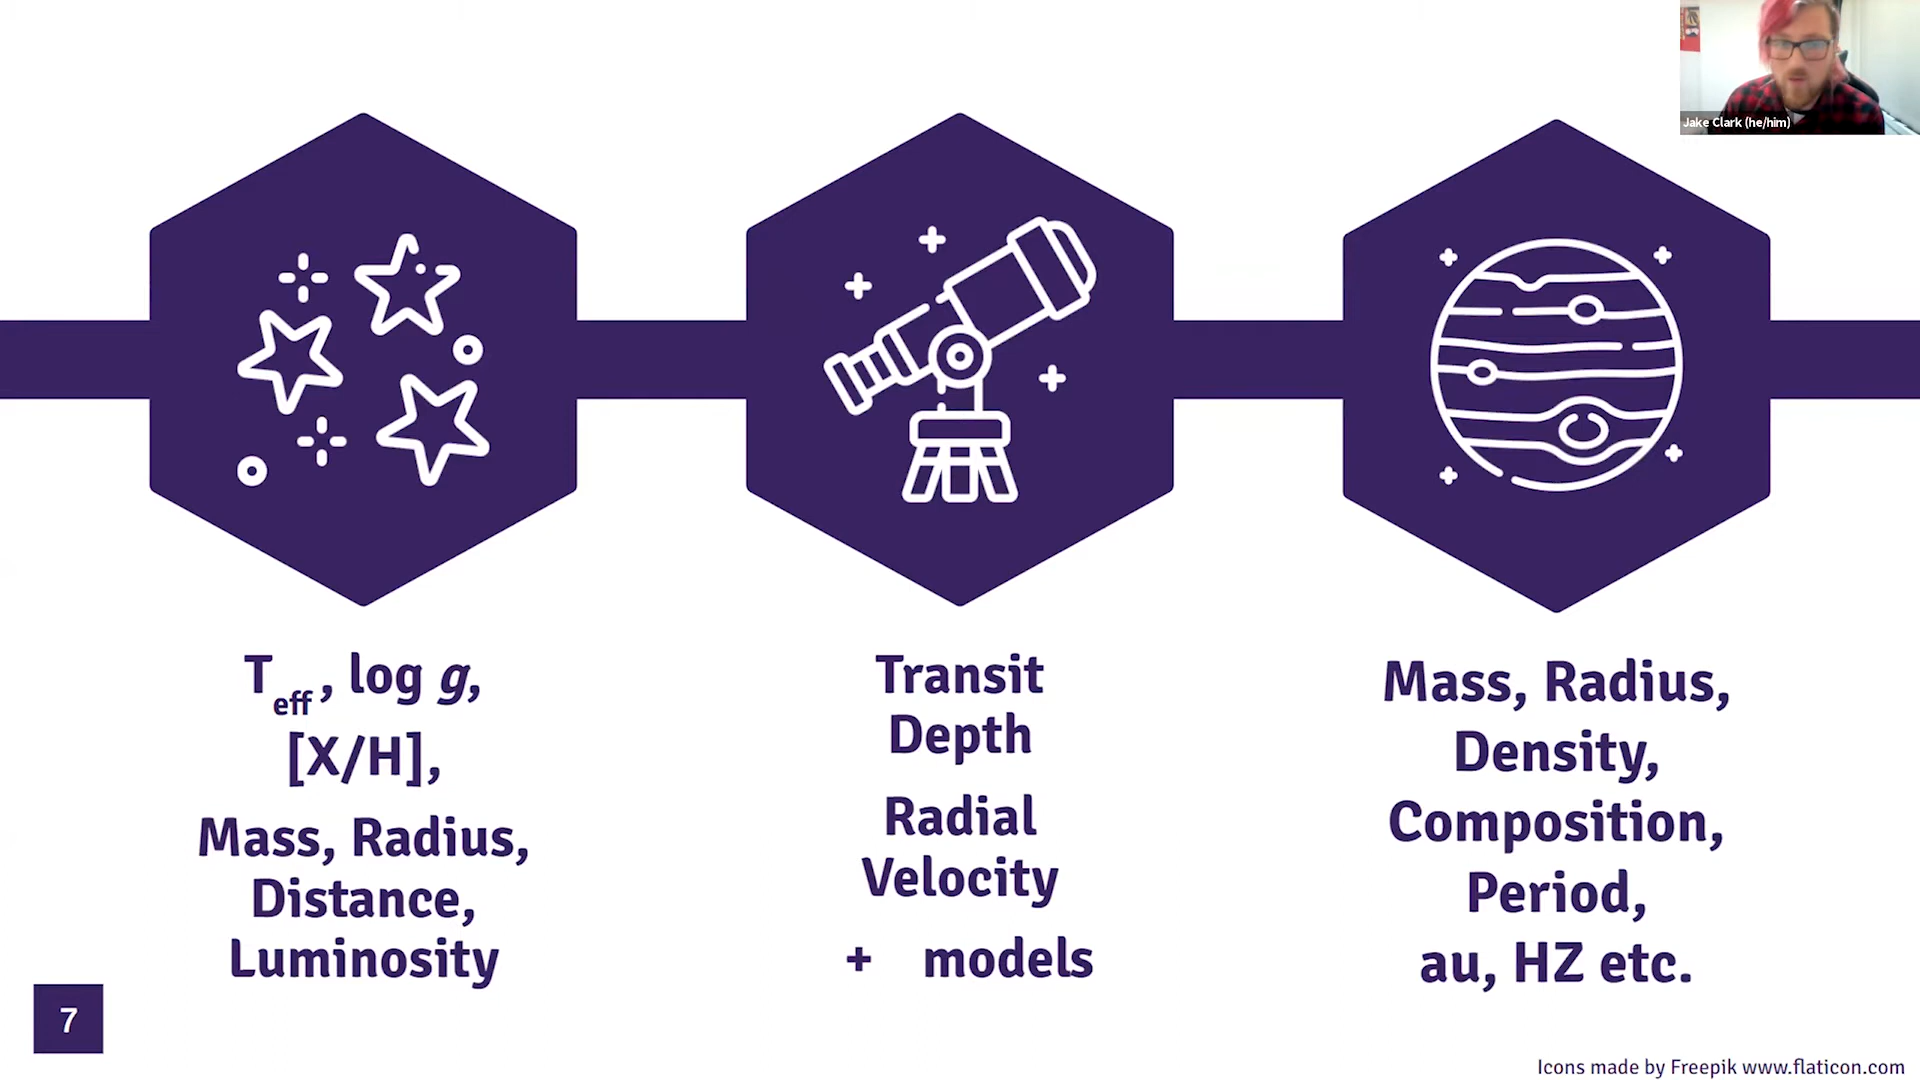 Jake Clark (he/him)
T_eff, log g,
[X/H],
Mass, Radius,
Distance,
Luminosity
Transit
Depth
Radial
Velocity
+ models
Mass, Radius,
Density,
Composition,
Period,
au, HZ etc.
7
Icons made by Freepik www.flaticon.com